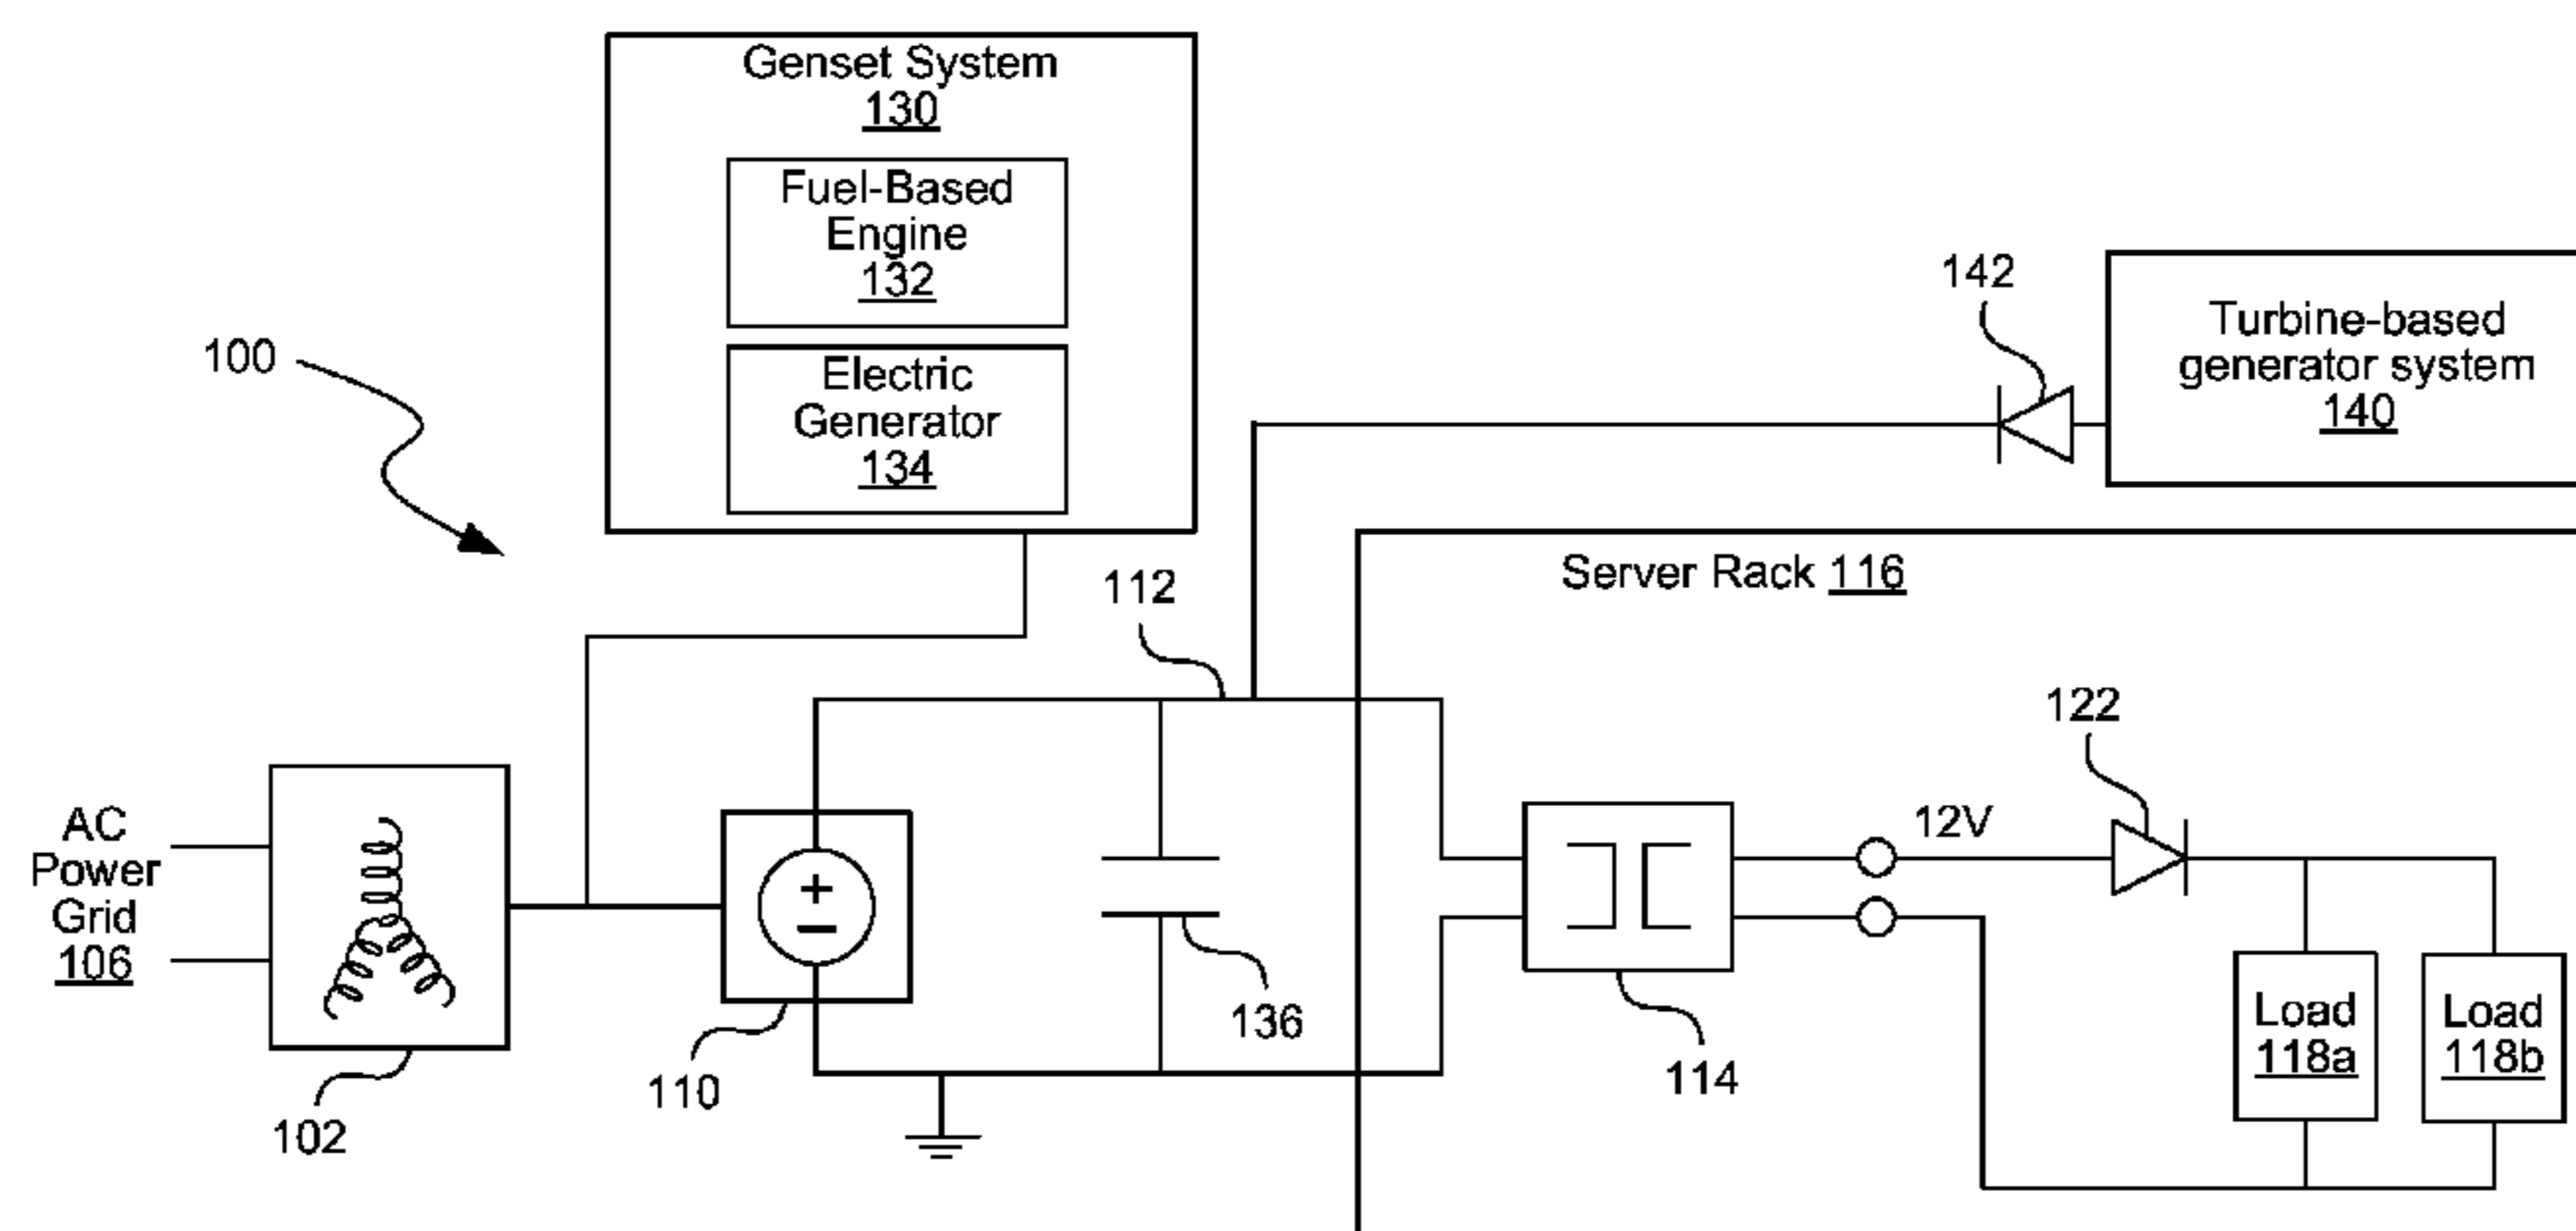 Genset System
130
Fuel-Based
Engine
132
Electric
Generator
134
100
142
Turbine-based
generator system
140
Server Rack 116
112
122
AC
Power
Grid
106
102
+
−
110
136
114
12V
Load
118a
Load
118b